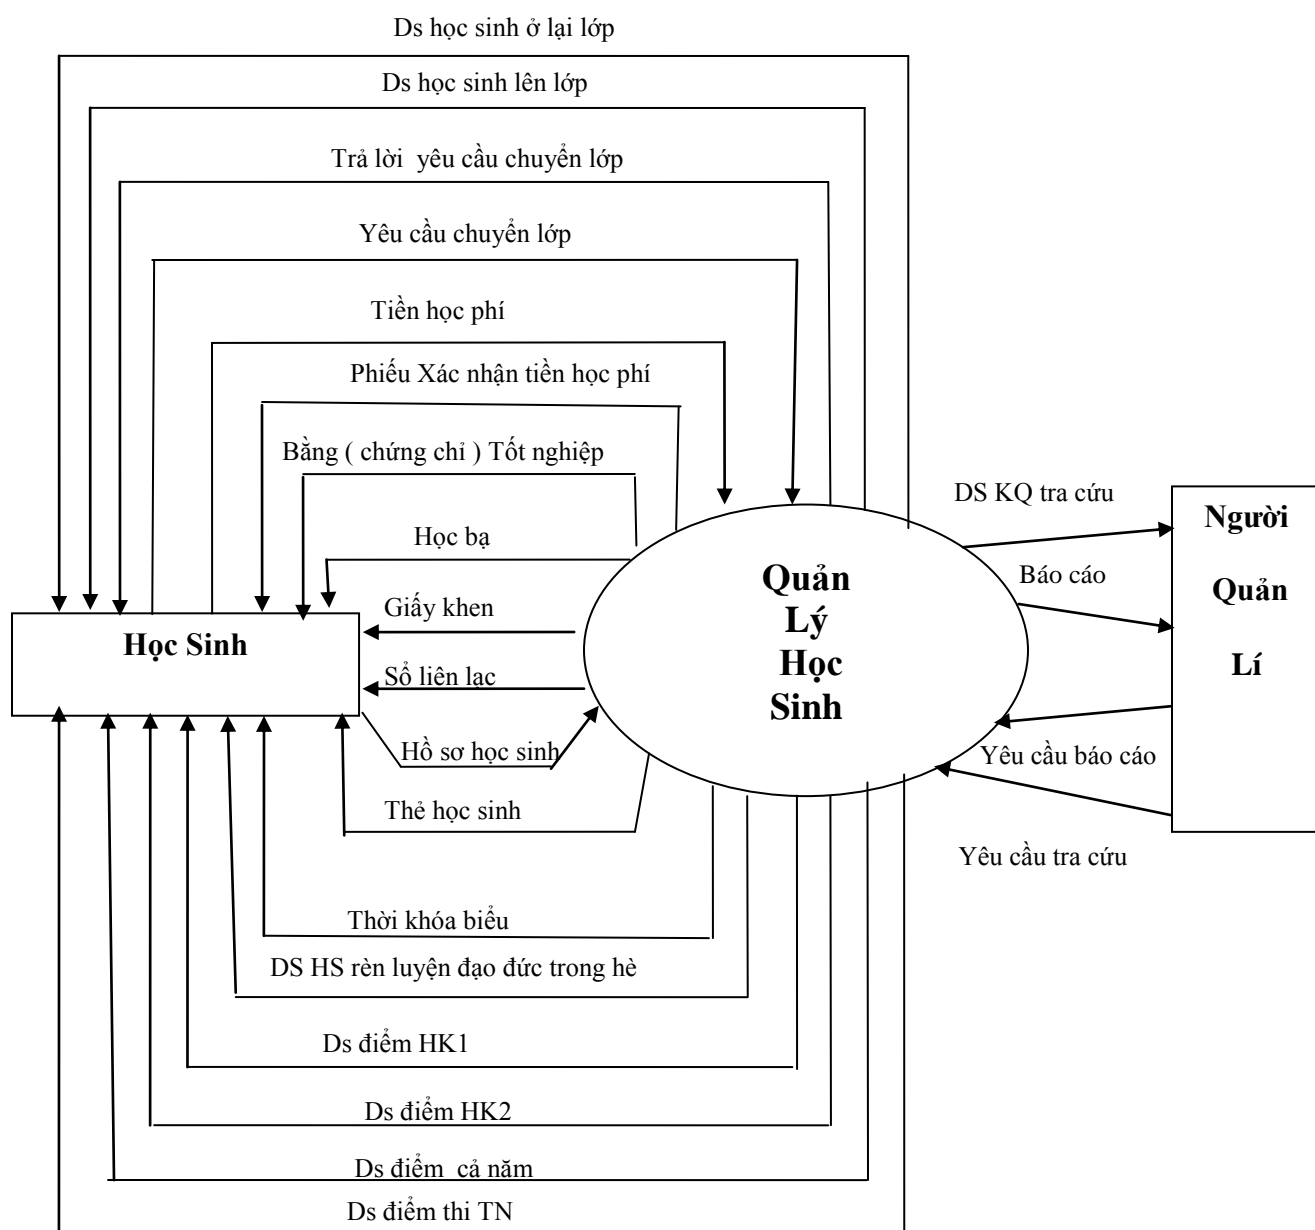 Ds học sinh ở lại lớp
Ds học sinh lên lớp
Trả lời yêu cầu chuyển lớp
Yêu cầu chuyển lớp
Tiền học phí
Phiếu Xác nhận tiền học phí
Bằng ( chứng chỉ ) Tốt nghiệp
Học bạ
Giấy khen
Học Sinh
Sổ liên lạc
Hồ sơ học sinh
Thẻ học sinh
Quản
Lý
Học
Sinh
DS KQ tra cứu
Báo cáo
Người
Quản
Lí
Yêu cầu báo cáo
Yêu cầu tra cứu
Thời khóa biểu
DS HS rèn luyện đạo đức trong hè
Ds điểm HK1
Ds điểm HK2
Ds điểm cả năm
Ds điểm thi TN